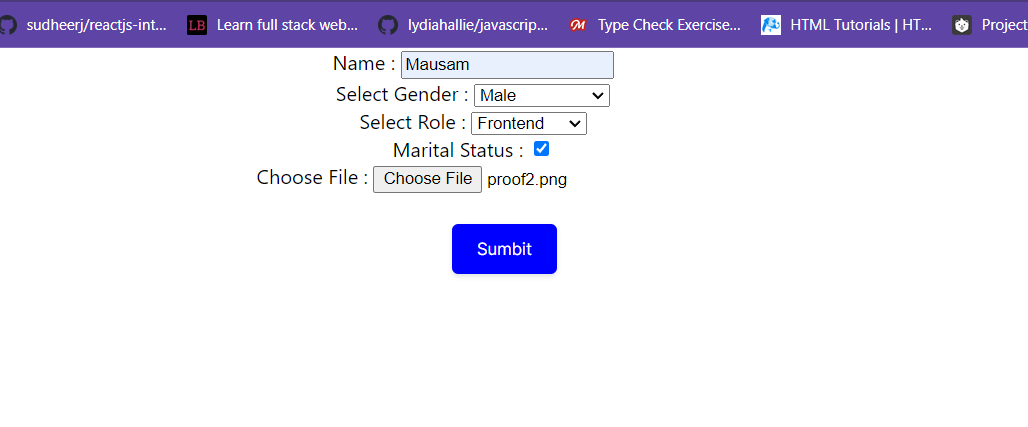 sudheerj/reactjs-int... LB Learn full stack web... lydiahallie/javascrip... Type Check Exercise... HTML Tutorials | HT... Project
Name : Mausam
Select Gender : Male
Select Role : Frontend
Marital Status :
Choose File : Choose File proof2.png
Sumbit